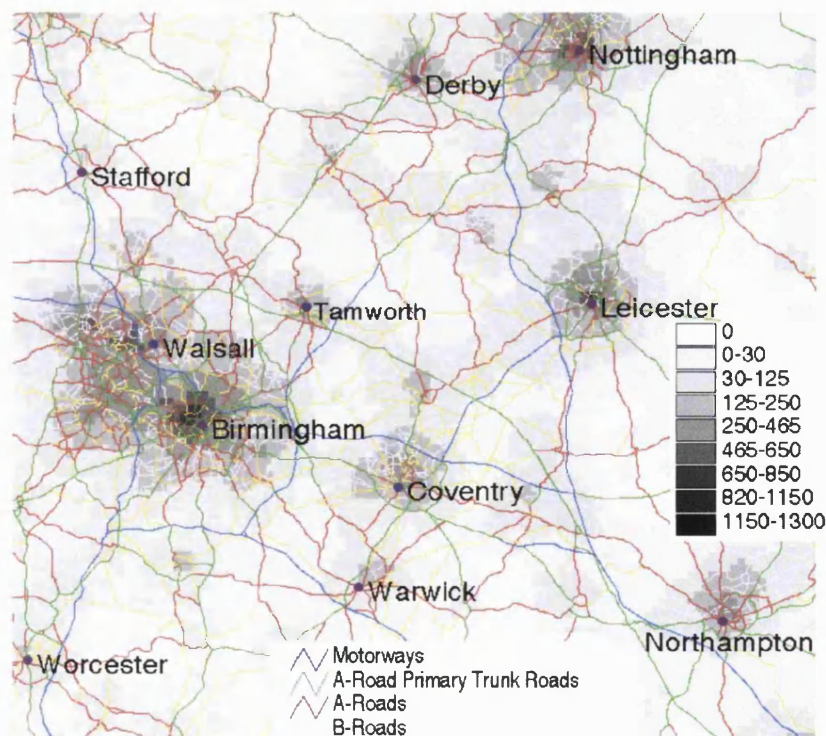 Nottingham
Derby
Stafford
Tamworth
Leicester
Walsall
Birmingham
Coventry
Warwick
Northampton
Worcester
0
0-30
30-125
125-250
250-465
465-650
650-850
820-1150
1150-1300
Motorways
A-Road Primary Trunk Roads
A-Roads
B-Roads